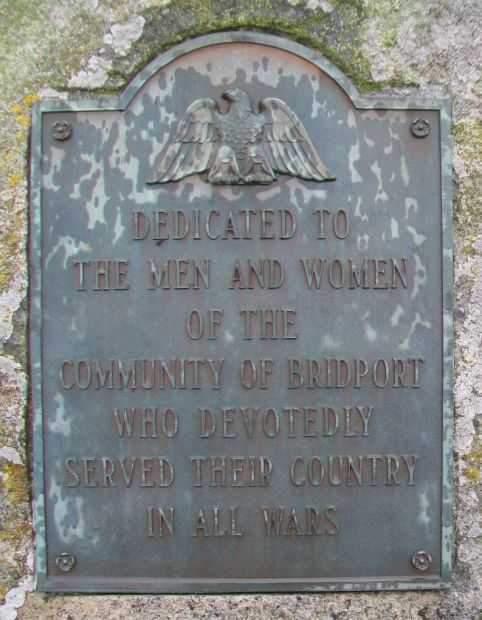 DEDICATED TO
THE MEN AND WOMEN
OF THE
COMMUNITY OF BRIDPORT
WHO DEVOTEDLY
SERVED THEIR COUNTRY
IN ALL WARS